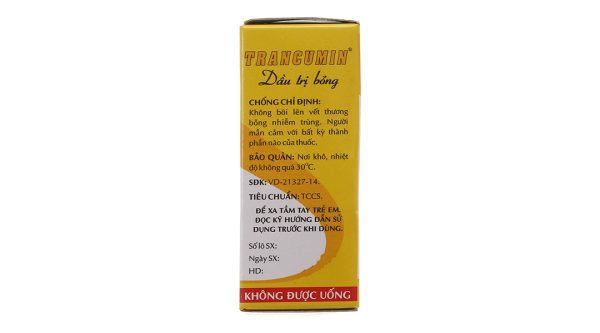 TRANCUMIN®
Dầu trị bỏng
CHỐNG CHỈ ĐỊNH:
Không bôi lên vết thương
bỏng nhiễm trùng. Người
mẫn cảm với bất kỳ thành
phần nào của thuốc.
BẢO QUẢN: Nơi khô, nhiệt
độ không quá 30°C.
SĐK: VD-21327-14.
TIÊU CHUẨN: TCCS.
ĐỂ XA TẦM TAY TRẺ EM.
ĐỌC KỸ HƯỚNG DẪN SỬ
DỤNG TRƯỚC KHI DÙNG.
Số lô SX:
Ngày SX:
HD:
KHÔNG ĐƯỢC UỐNG